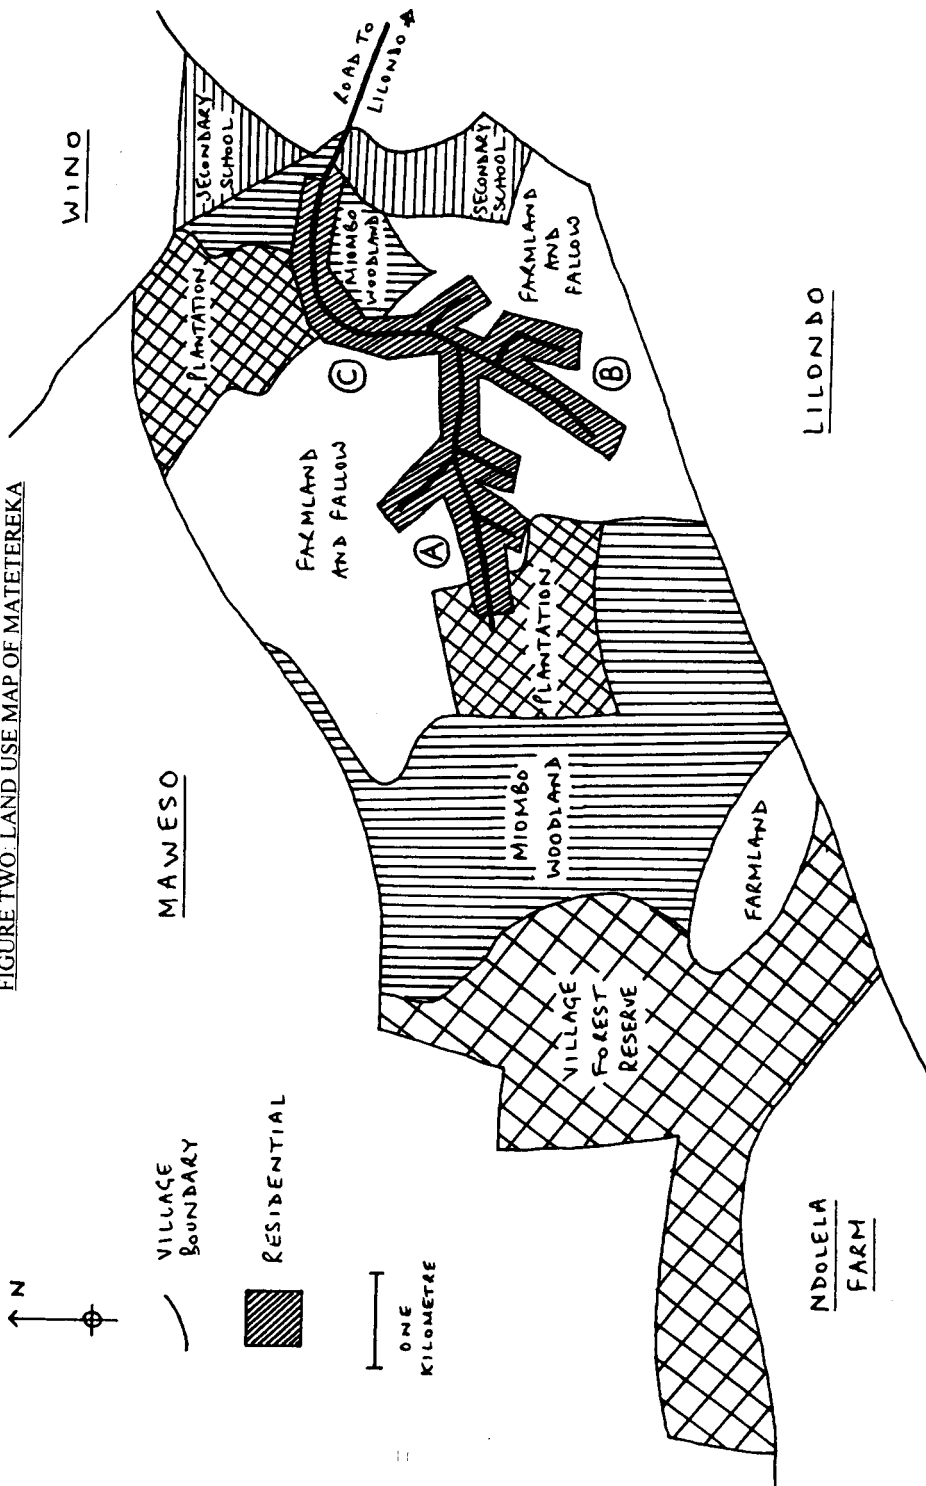 FIGURE TWO: LAND USE MAP OF MATETEREKA
N
VILLAGE
BOUNDARY
RESIDENTIAL
ONE
KILOMETRE
MAWESO
WINO
SECONDARY
SCHOOL
ROAD TO
LILONDO
PLANTATION
MIOMBO
WOODLAND
SECONDARY
SCHOOL
C
FARMLAND
AND FALLOW
FARMLAND
AND
FALLOW
A
B
PLANTATION
MIOMBO
WOODLAND
VILLAGE
FOREST
RESERVE
FARMLAND
LILONDO
NDOLELA
FARM